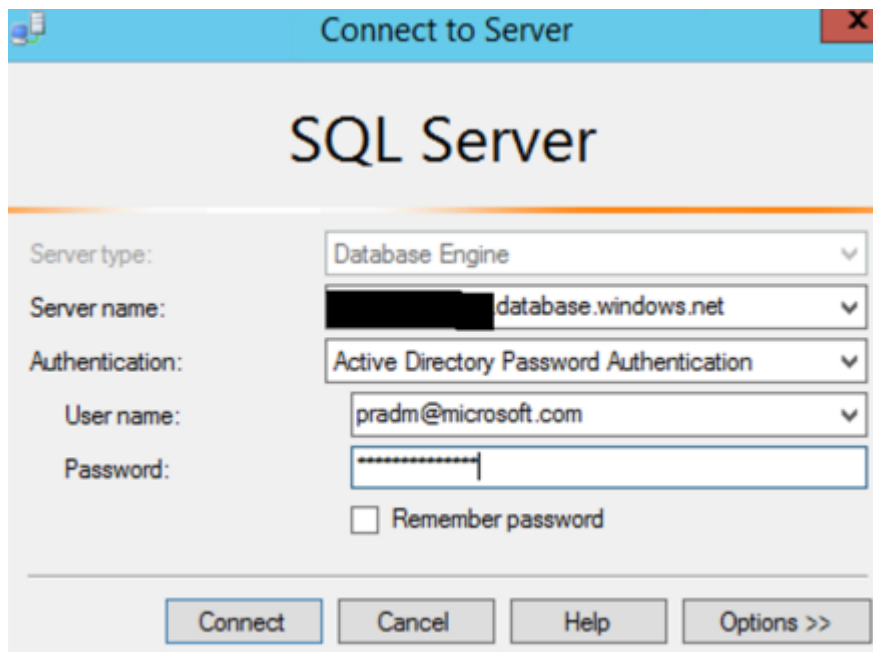 Connect to Server
x
SQL Server
Server type: Database Engine
Server name: .database.windows.net
Authentication: Active Directory Password Authentication
User name: pradm@microsoft.com
Password: **************
Remember password
Connect Cancel Help Options >>